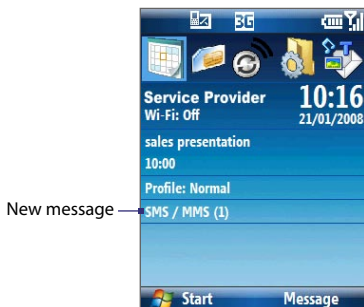 3G
Service Provider
10:16
Wi-Fi: Off
21/01/2008
sales presentation
10:00
Profile: Normal
New message
SMS / MMS (1)
Start
Message